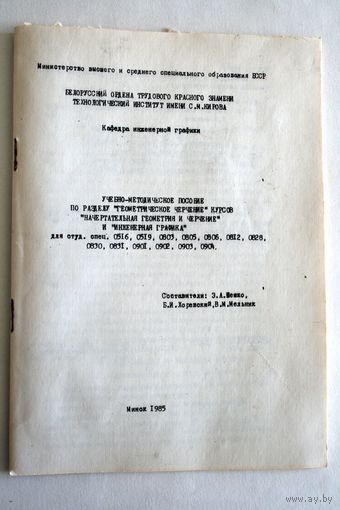 Министерство высшего и среднего специального образования БССР
БЕЛОРУССКИЙ ОРДЕНА ТРУДОВОГО КРАСНОГО ЗНАМЕНИ
ТЕХНОЛОГИЧЕСКИЙ ИНСТИТУТ ИМЕНИ С.М.КИРОВА
Кафедра инженерной графики
УЧЕБНО-МЕТОДИЧЕСКОЕ ПОСОБИЕ
ПО РАЗДЕЛУ "ГЕОМЕТРИЧЕСКОЕ ЧЕРЧЕНИЕ" КУРСОВ
"НАЧЕРТАТЕЛЬНАЯ ГЕОМЕТРИЯ И ЧЕРЧЕНИЕ"
И "ИНЖЕНЕРНАЯ ГРАФИКА"
для студ. спец. 0516, 0519, 0803, 0805, 0806, 0812, 0828,
0830, 0831, 0901, 0902, 0903, 0904.
Составители: Э.А.
Б.И. В.М.Мельник
Минск 1985
www.ay.by